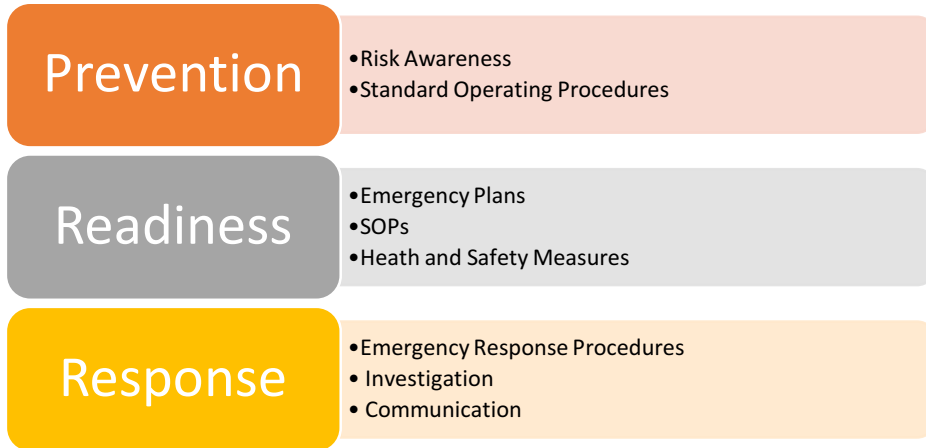 Prevention
•Risk Awareness
•Standard Operating Procedures
Readiness
•Emergency Plans
•SOPs
•Heath and Safety Measures
Response
•Emergency Response Procedures
• Investigation
• Communication